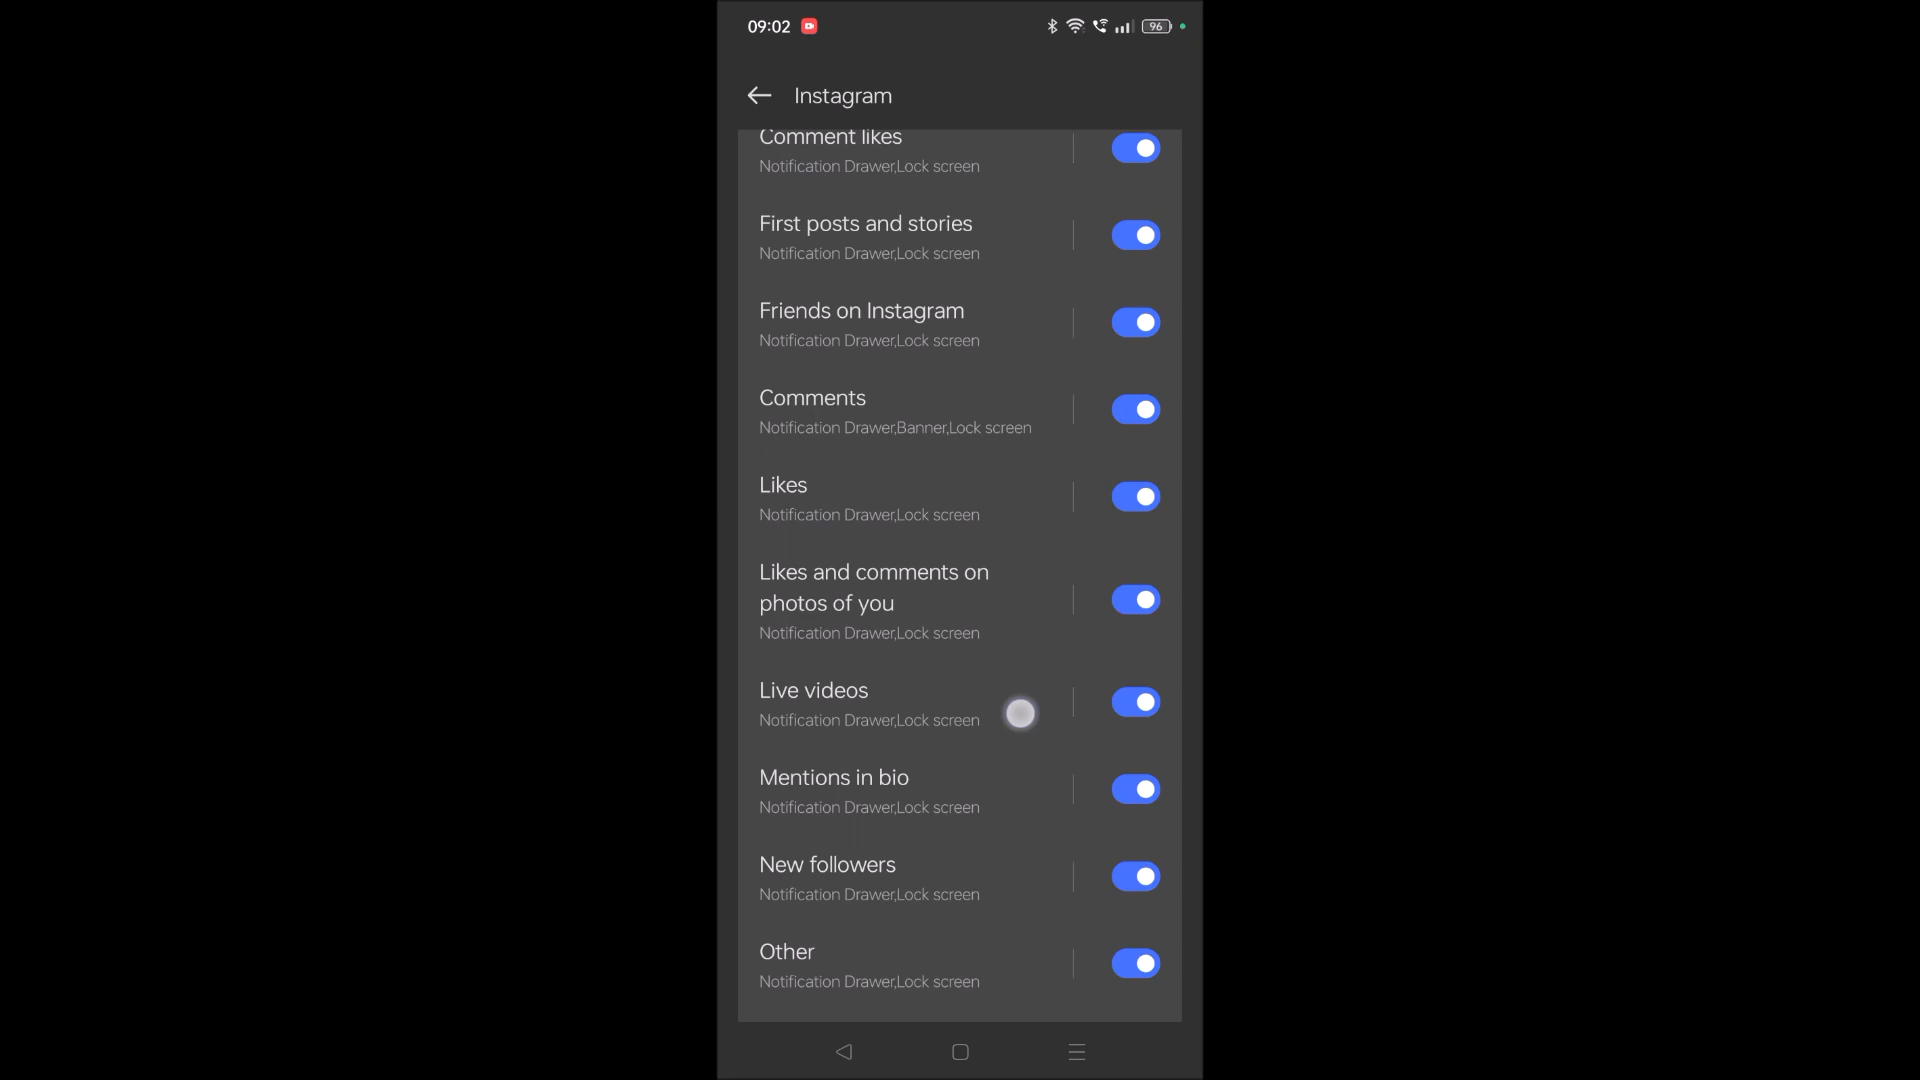 09:02
96
Instagram
Comment likes
Notification Drawer,Lock screen
First posts and stories
Notification Drawer,Lock screen
Friends on Instagram
Notification Drawer,Lock screen
Comments
Notification Drawer,Banner,Lock screen
Likes
Notification Drawer,Lock screen
Likes and comments on
photos of you
Notification Drawer,Lock screen
Live videos
Notification Drawer,Lock screen
Mentions in bio
Notification Drawer,Lock screen
New followers
Notification Drawer,Lock screen
Other
Notification Drawer,Lock screen